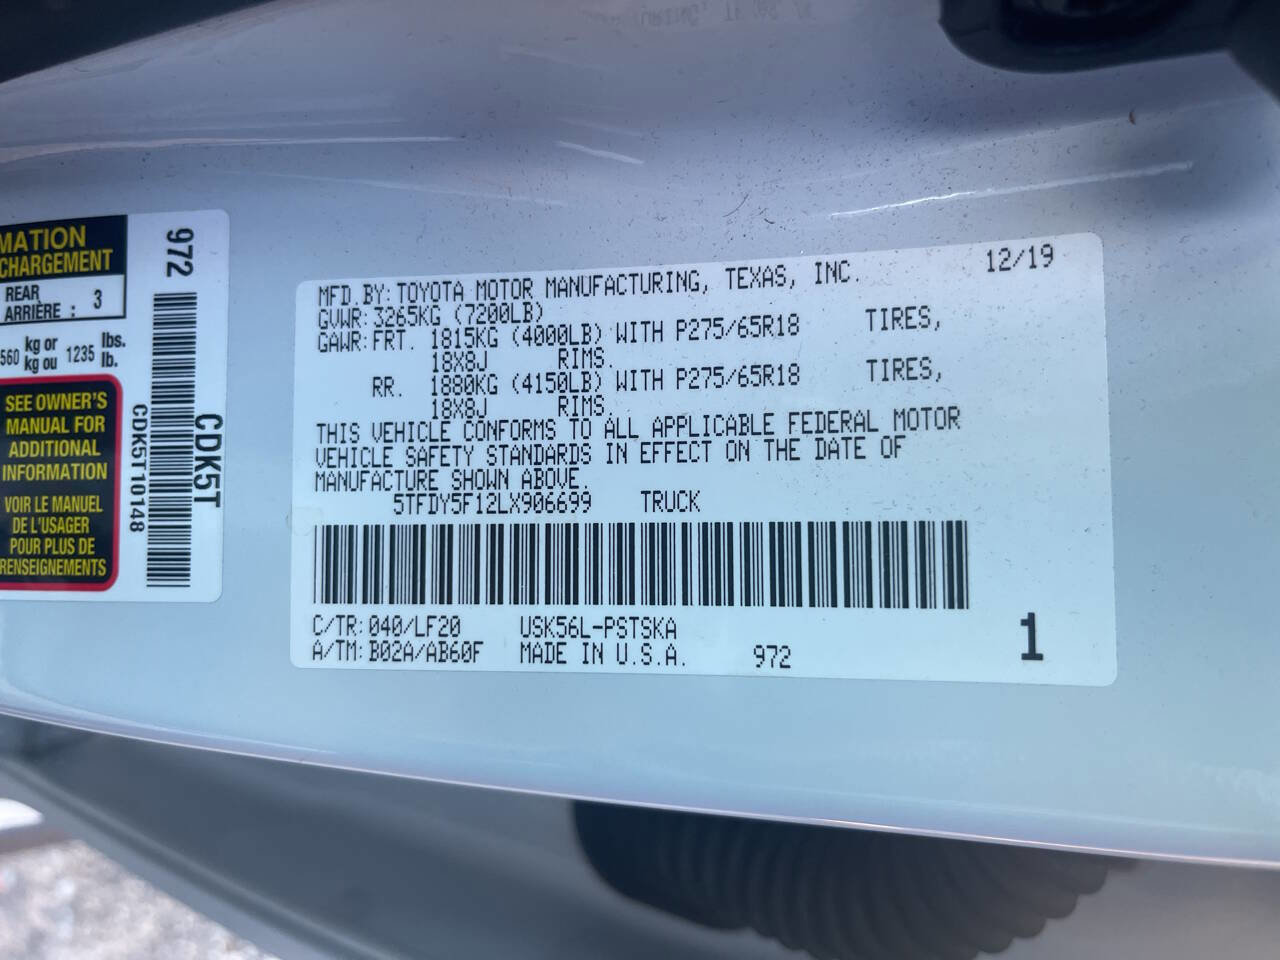 MATION
CHARGEMENT
REAR
ARRIÈRE : 3
560 kg or kg ou 1235 lbs. lb.
SEE OWNER'S
MANUAL FOR
ADDITIONAL
INFORMATION
VOIR LE MANUEL
DE L'USAGER
POUR PLUS DE
RENSEIGNEMENTS
972
CDK5T10148
CDK5T
12/19
MFD.BY:TOYOTA MOTOR MANUFACTURING, TEXAS, INC.
GVWR:3265KG (7200LB)
GAWR:FRT. 1815KG (4000LB) WITH P275/65R18 TIRES,
18X8J RIMS.
RR. 1880KG (4150LB) WITH P275/65R18 TIRES,
18X8J RIMS.
THIS VEHICLE CONFORMS TO ALL APPLICABLE FEDERAL MOTOR
VEHICLE SAFETY STANDARDS IN EFFECT ON THE DATE OF
MANUFACTURE SHOWN ABOVE.
5TFDY5F12LX906699 TRUCK
C/TR:040/LF20 USK56L-PSTSKA
A/TM:B02A/AB60F MADE IN U.S.A. 972
1